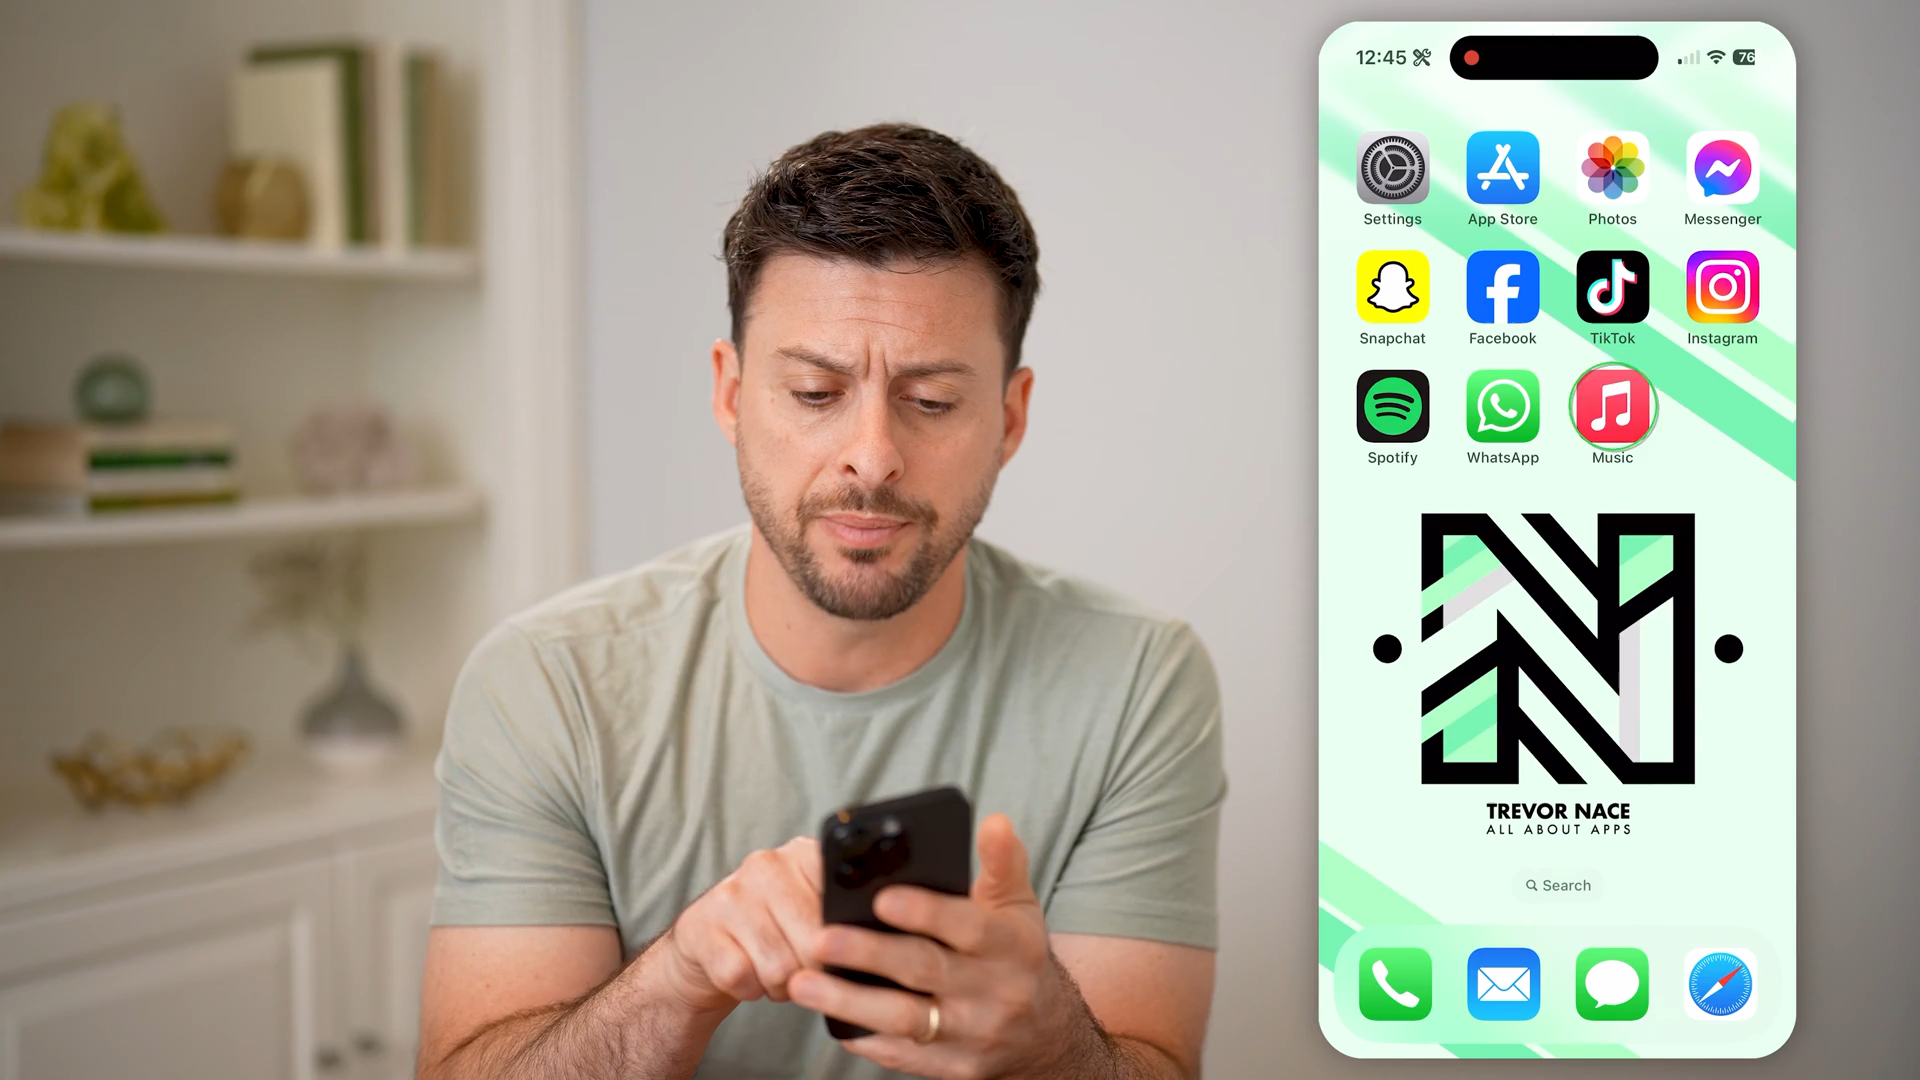 12:45
76
Settings
App Store
Photos
Messenger
Snapchat
Facebook
TikTok
Instagram
Spotify
WhatsApp
Music
TREVOR NACE
ALL ABOUT APPS
Search